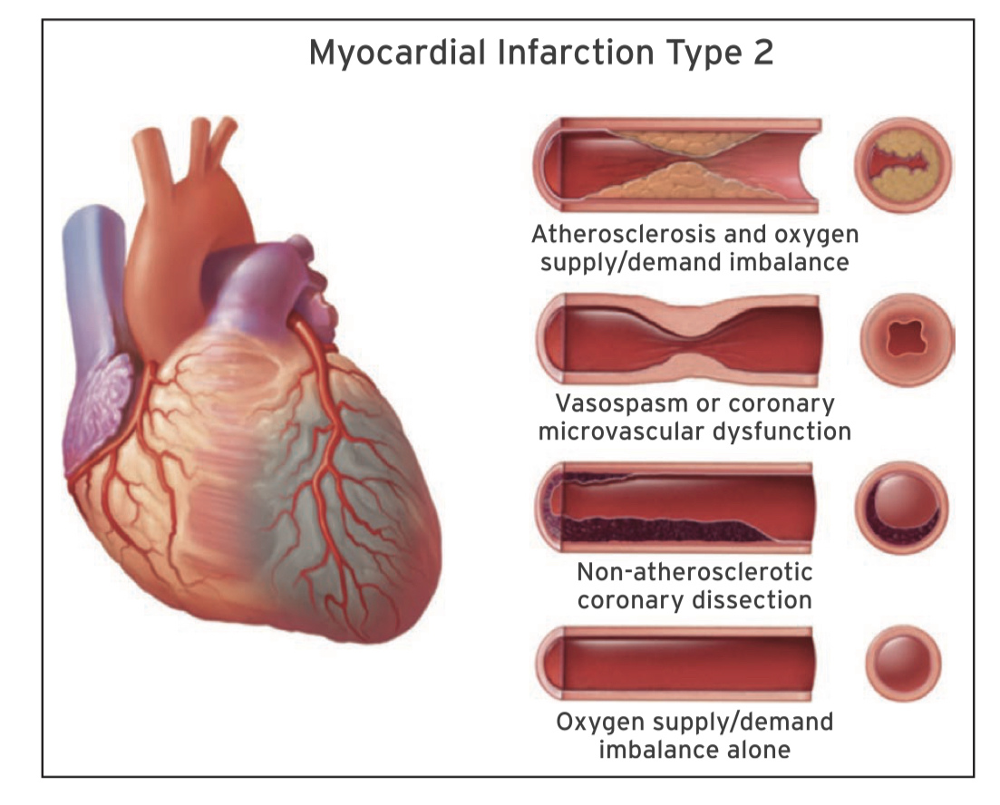 Myocardial Infarction Type 2
Atherosclerosis and oxygen
supply/demand imbalance
Vasospasm or coronary
microvascular dysfunction
Non-atherosclerotic
coronary dissection
Oxygen supply/demand
imbalance alone